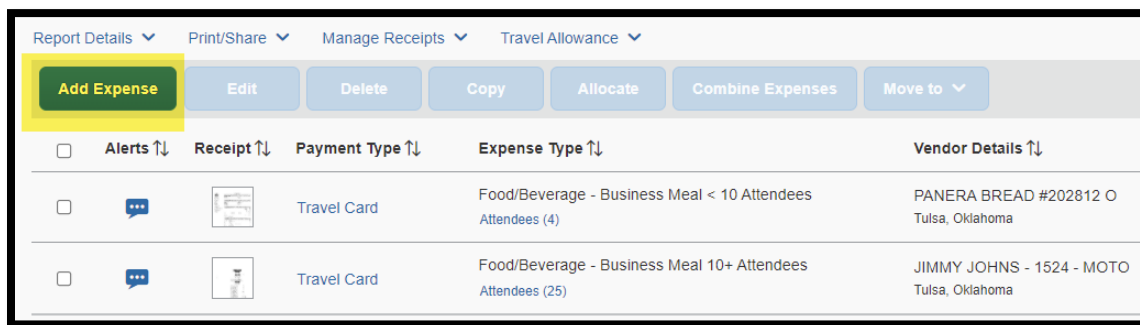 Report Details Print/Share Manage Receipts Travel Allowance
Add Expense Edit Delete Copy Allocate Combine Expenses Move to
Alerts Receipt Payment Type Expense Type Vendor Details
Travel Card Food/Beverage - Business Meal < 10 Attendees PANERA BREAD #202812 O
Attendees (4) Tulsa, Oklahoma
Travel Card Food/Beverage - Business Meal 10+ Attendees JIMMY JOHNS - 1524 - MOTO
Attendees (25) Tulsa, Oklahoma